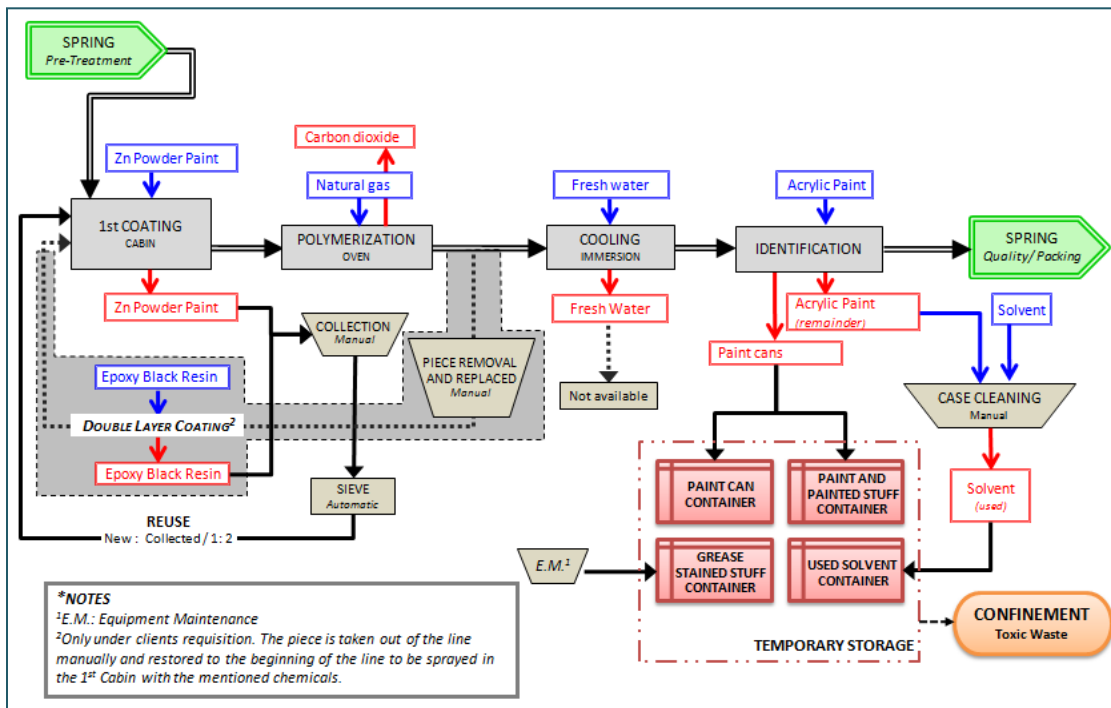 SPRING
Pre-Treatment
Carbon dioxide
Zn Powder Paint
Natural gas
Fresh water
Acrylic Paint
1st COATING
CABIN
POLYMERIZATION
OVEN
COOLING
IMMERSION
IDENTIFICATION
SPRING
Quality/ Packing
Zn Powder Paint
Fresh Water
Acrylic Paint
(remainder)
Solvent
COLLECTION
Manual
Paint cans
PIECE REMOVAL
AND REPLACED
Manual
Epoxy Black Resin
Not available
CASE CLEANING
Manual
DOUBLE LAYER COATING²
Epoxy Black Resin
SIEVE
Automatic
PAINT CAN
CONTAINER
PAINT AND
PAINTED STUFF
CONTAINER
Solvent
(used)
REUSE
New : Collected / 1: 2
E.M.¹
GREASE
STAINED STUFF
CONTAINER
USED SOLVENT
CONTAINER
CONFINEMENT
Toxic Waste
TEMPORARY STORAGE
*NOTES
¹E.M.: Equipment Maintenance
²Only under clients requisition. The piece is taken out of the line
manually and restored to the beginning of the line to be sprayed in
the 1st Cabin with the mentioned chemicals.